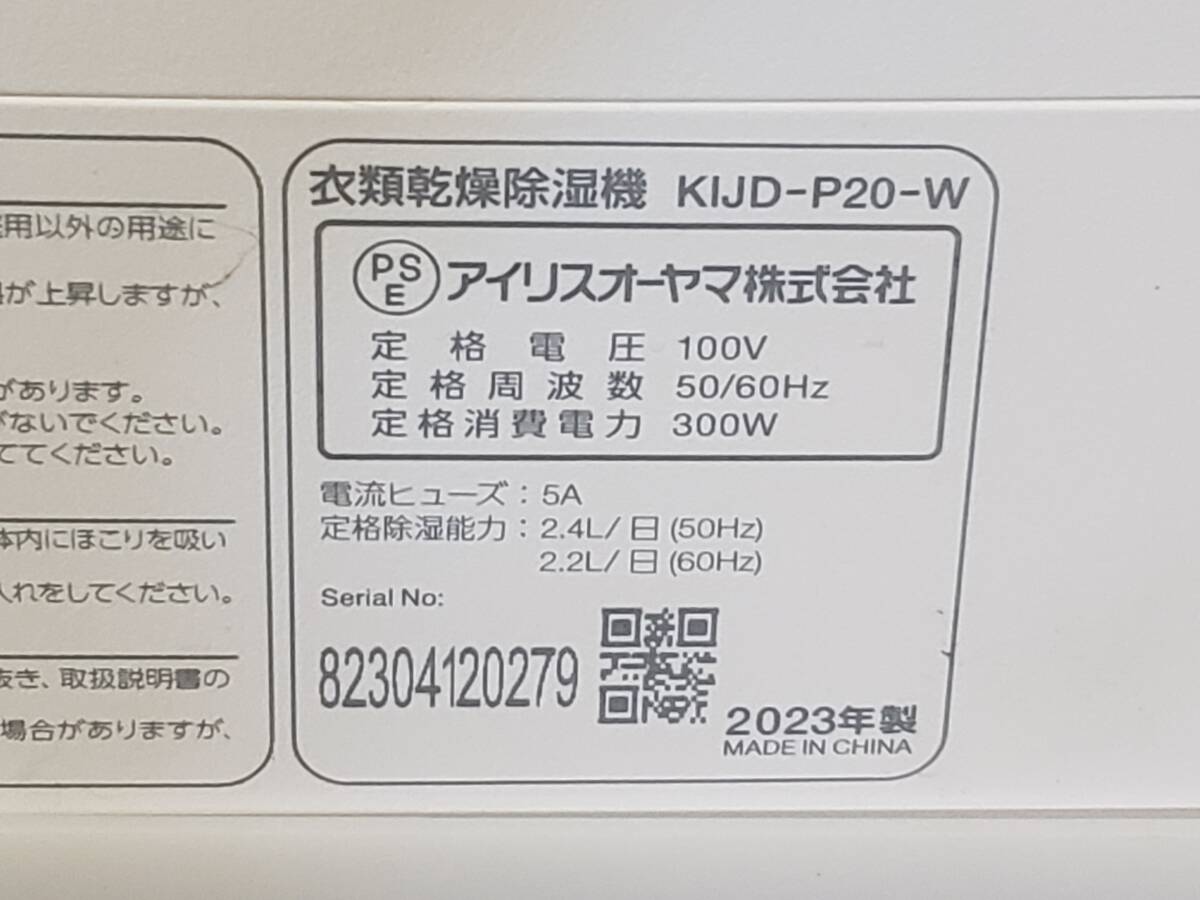 用以外の用途に
が上昇しますが、
があります。
がないでください。
ててください。
体内にほこりを吸い
入れをしてください。
抜き、取扱説明書の
場合がありますが、
衣類乾燥除湿機 KIJD-P20-W
PSE アイリスオーヤマ株式会社
定格電圧 100V
定格周波数 50/60Hz
定格消費電力 300W
電流ヒューズ：5A
定格除湿能力：2.4L/日(50Hz)
2.2L/日(60Hz)
Serial No:
82304120279
2023年製
MADE IN CHINA